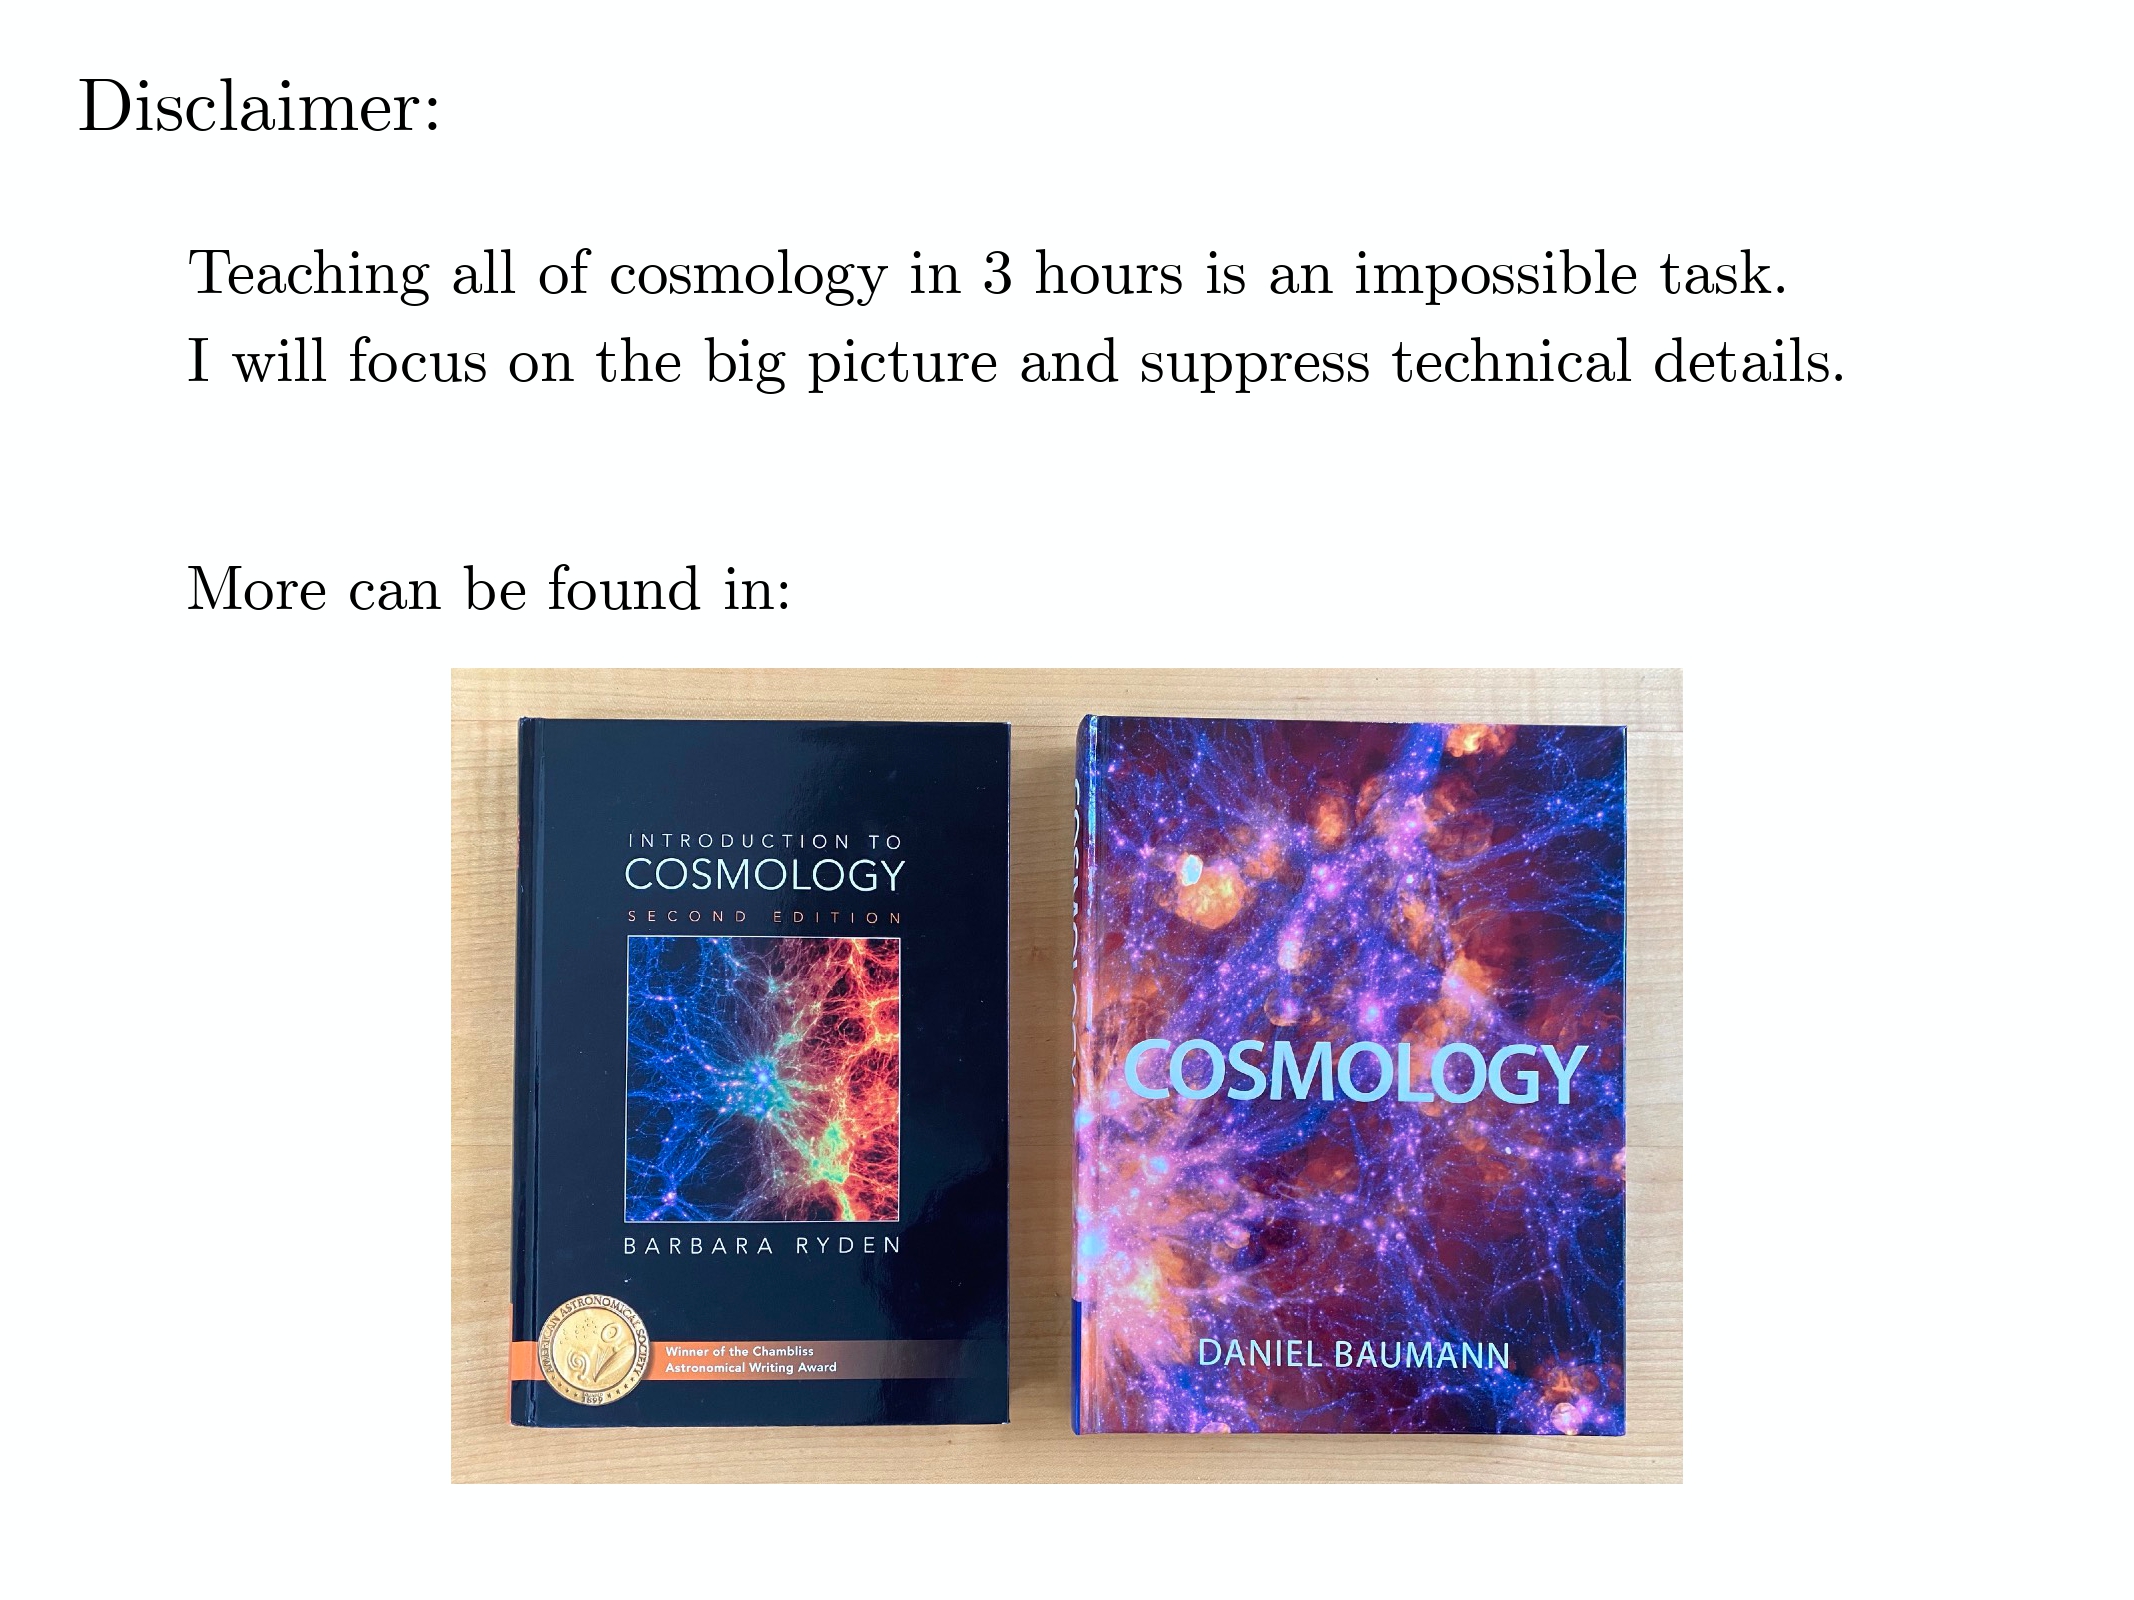 Disclaimer:
Teaching all of cosmology in 3 hours is an impossible task.
I will focus on the big picture and suppress technical details.
More can be found in:
INTRODUCTION TO
COSMOLOGY
SECOND EDITION
BARBARA RYDEN
AMERICAN ASTRONOMICAL SOCIETY
1899
Winner of the Chambliss
Astronomical Writing Award
COSMOLOGY
COSMOLOGY
DANIEL BAUMANN